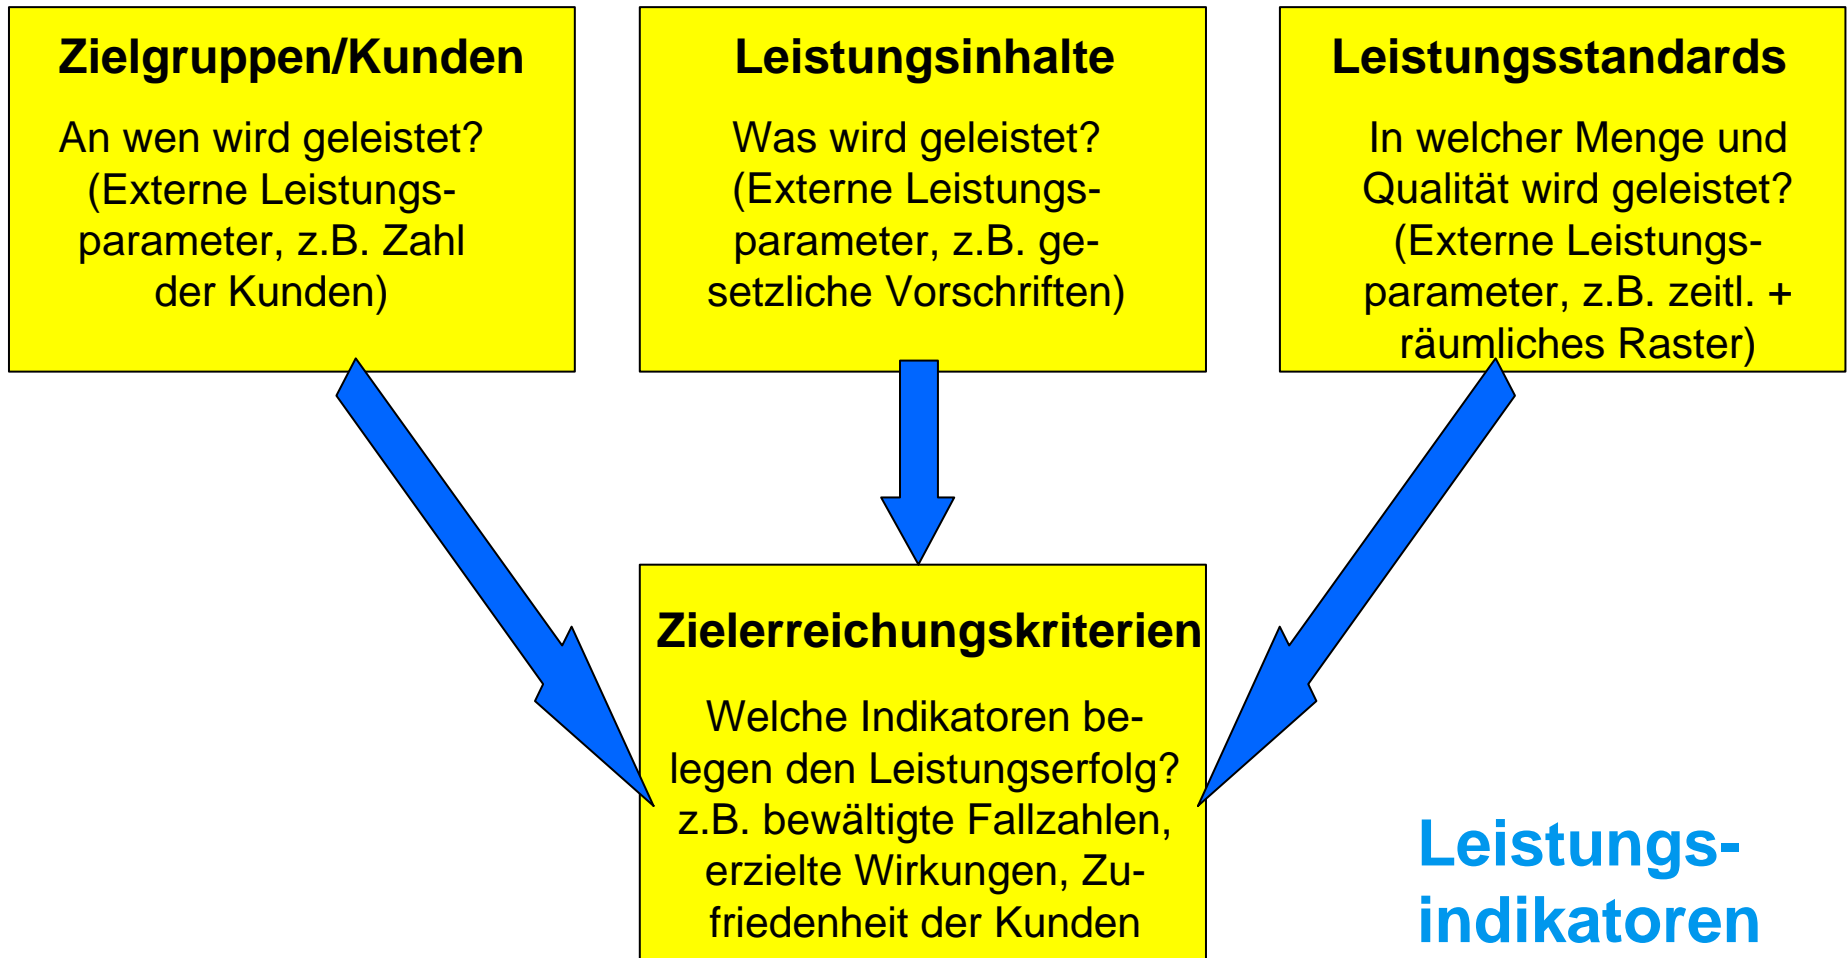 Zielgruppen/Kunden
An wen wird geleistet?
(Externe Leistungs-
parameter, z.B. Zahl
der Kunden)
Leistungsinhalte
Was wird geleistet?
(Externe Leistungs-
parameter, z.B. ge-
setzliche Vorschriften)
Leistungsstandards
In welcher Menge und
Qualität wird geleistet?
(Externe Leistungs-
parameter, z.B. zeitl. +
räumliches Raster)
Zielerreichungskriterien
Welche Indikatoren be-
legen den Leistungserfolg?
z.B. bewältigte Fallzahlen,
erzielte Wirkungen, Zu-
friedenheit der Kunden
Leistungs-
indikatoren